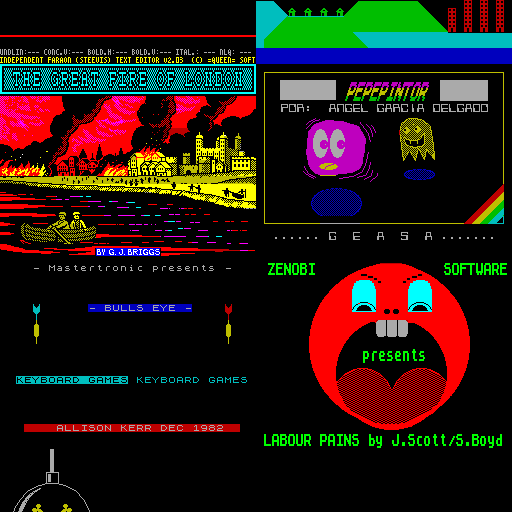 UNDLIN:--- CONC.V:--- BOLD.H:--- BOLD.V:--- ITAL.: --- NLQ: ---
INDEPENDENT FARAON (STEEVIS) TEXT EDITOR V2.03 (C) =QUEEN= SOFT
THE GREAT FIRE OF LONDON
BY G.J.BRIGGS
- Mastertronic presents -
- BULLS EYE -
KEYBOARD GAMES KEYBOARD GAMES
ALLISON KERR DEC 1982
PEPEPINTOR
POR: ANGEL GARCIA DELGADO
..... G E A S A ......
ZENOBI SOFTWARE
presents
LABOUR PAINS by J.Scott/S.Boyd